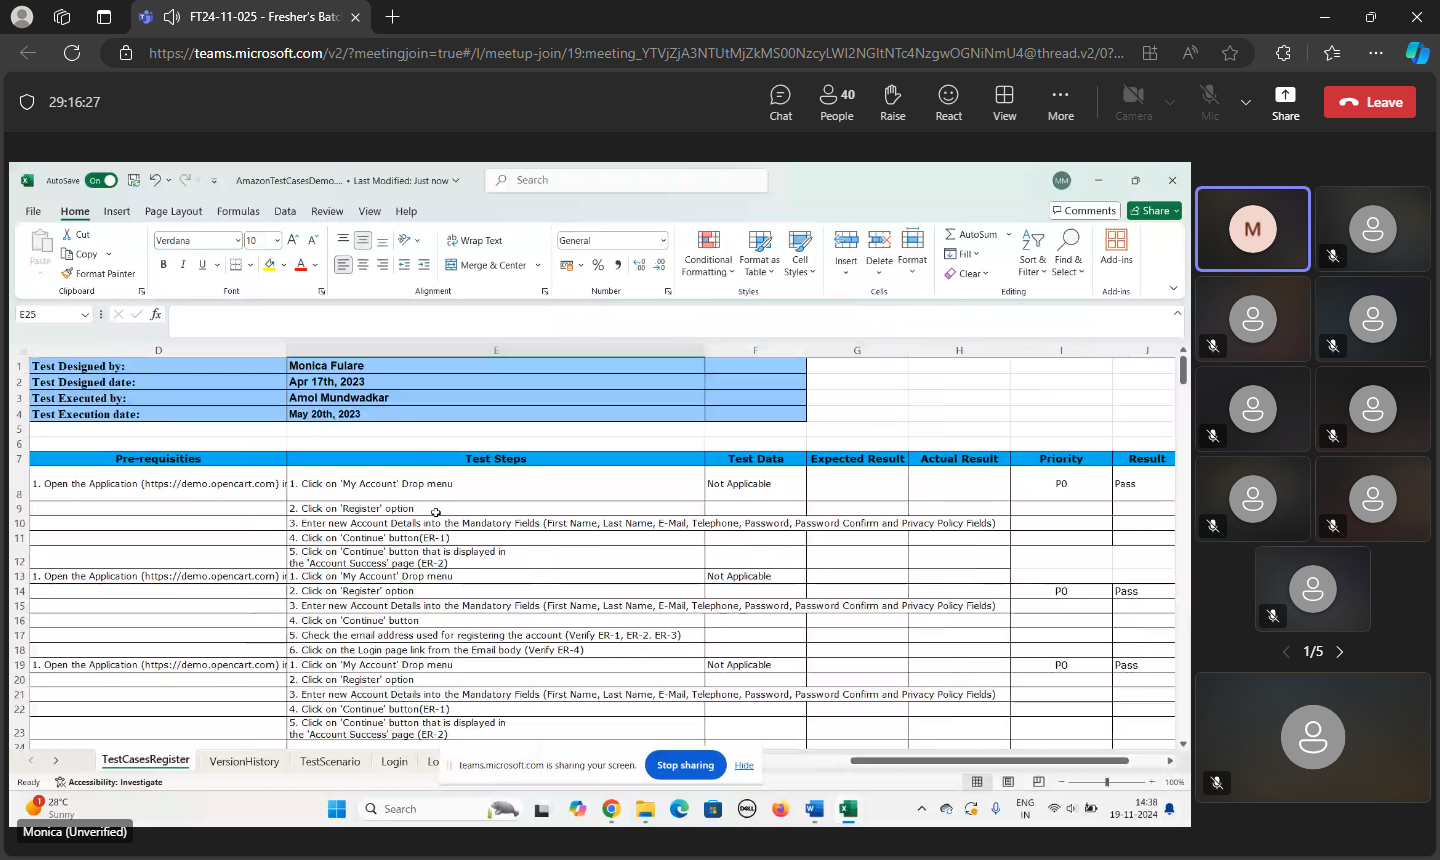 FT24-11-025 - Fresher's Batc
https://teams.microsoft.com/v2/?meetingjoin=true#/l/meetup-join/19:meeting_YTVjZjA3NTUtMjZkMS00NzcyLWI2NGItNTc4NzgwOGNiNmU4@thread.v2/0?...
29:16:27
Chat
40
People
Raise
React
View
More
Camera
Mic
Share
Leave
AutoSave On
AmazonTestCasesDemo.... • Last Modified: Just now
Search
MM
File Home Insert Page Layout Formulas Data Review View Help
Comments Share
Paste
Cut
Copy
Format Painter
Clipboard
Verdana 10
B I U
Font
Wrap Text
Merge & Center
Alignment
General
Number
Conditional Formatting
Format as Table
Cell Styles
Styles
Insert Delete Format
Cells
AutoSum
Fill
Clear
Sort & Filter
Find & Select
Editing
Add-ins
Add-ins
E25
fx
D E F G H I J
1 Test Designed by: Monica Fulare
2 Test Designed date: Apr 17th, 2023
3 Test Executed by: Amol Mundwadkar
4 Test Execution date: May 20th, 2023
5
6
7 Pre-requisities Test Steps Test Data Expected Result Actual Result Priority Result
8 1. Open the Application (https://demo.opencart.com) i 1. Click on 'My Account' Drop menu Not Applicable P0 Pass
9 2. Click on 'Register' option
10 3. Enter new Account Details into the Mandatory Fields (First Name, Last Name, E-Mail, Telephone, Password, Password Confirm and Privacy Policy Fields)
11 4. Click on 'Continue' button(ER-1)
5. Click on 'Continue' button that is displayed in
12 the 'Account Success' page (ER-2)
13 1. Open the Application (https://demo.opencart.com) i 1. Click on 'My Account' Drop menu Not Applicable
14 2. Click on 'Register' option P0 Pass
15 3. Enter new Account Details into the Mandatory Fields (First Name, Last Name, E-Mail, Telephone, Password, Password Confirm and Privacy Policy Fields)
16 4. Click on 'Continue' button
17 5. Check the email address used for registering the account (Verify ER-1, ER-2. ER-3)
18 6. Click on the Login page link from the Email body (Verify ER-4)
19 1. Open the Application (https://demo.opencart.com) i 1. Click on 'My Account' Drop menu Not Applicable P0 Pass
20 2. Click on 'Register' option
21 3. Enter new Account Details into the Mandatory Fields (First Name, Last Name, E-Mail, Telephone, Password, Password Confirm and Privacy Policy Fields)
22 4. Click on 'Continue' button(ER-1)
5. Click on 'Continue' button that is displayed in
23 the 'Account Success' page (ER-2)
24
TestCasesRegister VersionHistory TestScenario Login Lo
teams.microsoft.com is sharing your screen. Stop sharing Hide
Ready Accessibility: Investigate 100%
1 28°C
Sunny
Search
DELL
ENG
IN
14:38
19-11-2024
Monica (Unverified)
M
1/5